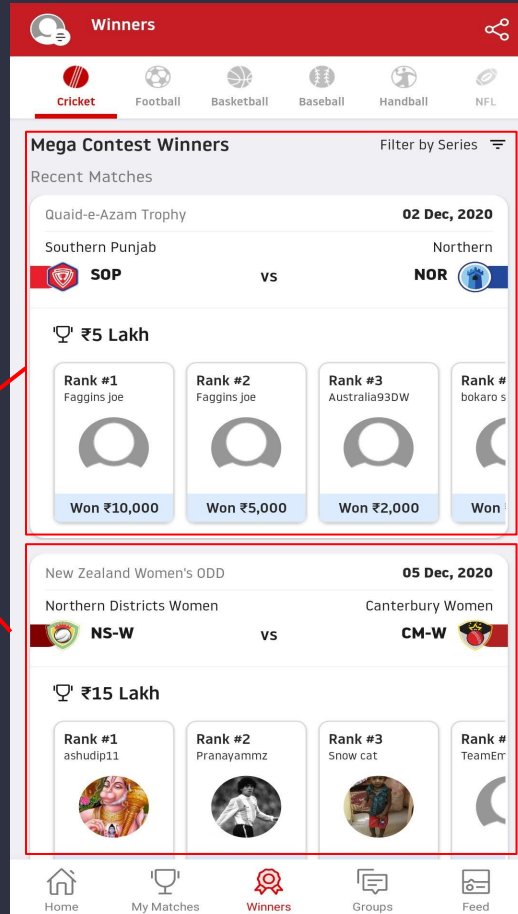 Winners
Cricket Football Basketball Baseball Handball NFL
Mega Contest Winners Filter by Series
Recent Matches
Quaid-e-Azam Trophy 02 Dec, 2020
Southern Punjab Northern
SOP vs NOR
₹5 Lakh
Rank #1 Rank #2 Rank #3 Rank #
Faggins joe Faggins joe Australia93DW bokaro s
Won ₹10,000 Won ₹5,000 Won ₹2,000 Won
New Zealand Women's ODD 05 Dec, 2020
Northern Districts Women Canterbury Women
NS-W vs CM-W
₹15 Lakh
Rank #1 Rank #2 Rank #3 Rank #
ashudip11 Pranayammz Snow cat TeamEm
Home My Matches Winners Groups Feed